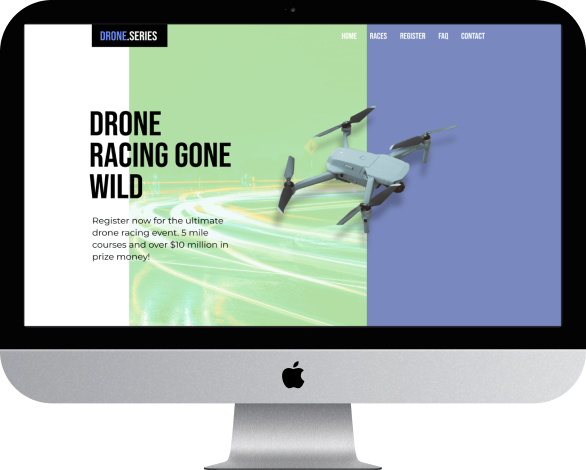 DRONE.SERIES
HOME RACES REGISTER FAQ CONTACT
DRONE
RACING GONE
WILD
Register now for the ultimate
drone racing event. 5 mile
courses and over $10 million in
prize money!